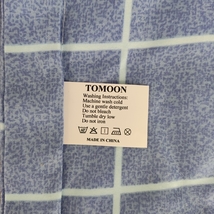 TOMOON
Washing Instructions:
Machine wash cold
Use a gentle detergent
Do not bleach
Tumble dry low
Do not iron
MADE IN CHINA